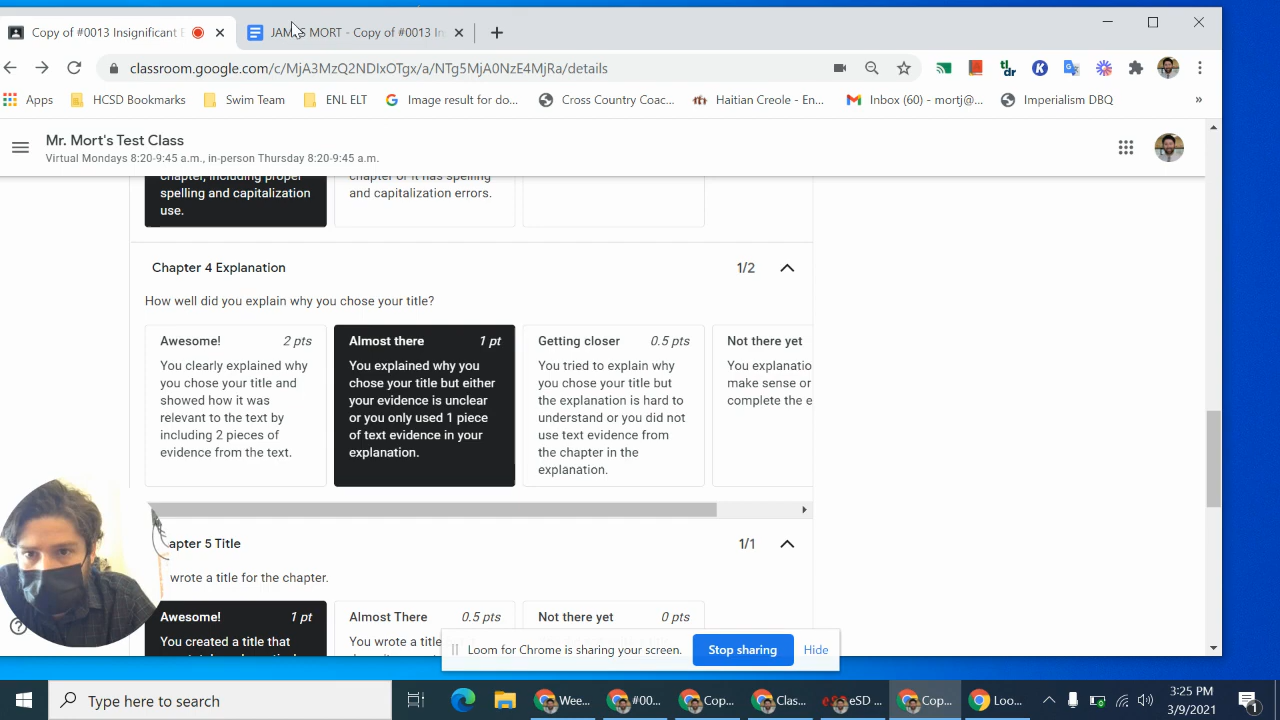 Copy of #0013 Insignificant E
JAMES MORT - Copy of #0013 In
classroom.google.com/c/MjA3MzQ2NDIxOTgx/a/NTg5MjA0NzE4MjRa/details
Apps
HCSD Bookmarks
Swim Team
ENL ELT
Image result for do...
Cross Country Coac...
Haitian Creole - En...
Inbox (60) - mortj@...
Imperialism DBQ
»
Mr. Mort's Test Class
Virtual Mondays 8:20-9:45 a.m., in-person Thursday 8:20-9:45 a.m.
chapter, including proper
spelling and capitalization
use.
chapter or it has spelling
and capitalization errors.
Chapter 4 Explanation
1/2
How well did you explain why you chose your title?
Awesome! 2 pts
You clearly explained why
you chose your title and
showed how it was
relevant to the text by
including 2 pieces of
evidence from the text.
Almost there 1 pt
You explained why you
chose your title but either
your evidence is unclear
or you only used 1 piece
of text evidence in your
explanation.
Getting closer 0.5 pts
You tried to explain why
you chose your title but
the explanation is hard to
understand or you did not
use text evidence from
the chapter in the
explanation.
Not there yet
You explanatio
make sense or
complete the e
apter 5 Title
1/1
wrote a title for the chapter.
Awesome! 1 pt
You created a title that
Almost There 0.5 pts
You wrote a title
Not there yet 0 pts
Loom for Chrome is sharing your screen.
Stop sharing
Hide
Type here to search
Wee...
#00...
Cop...
Clas...
eSD ...
Cop...
Loo...
3:25 PM
3/9/2021
1